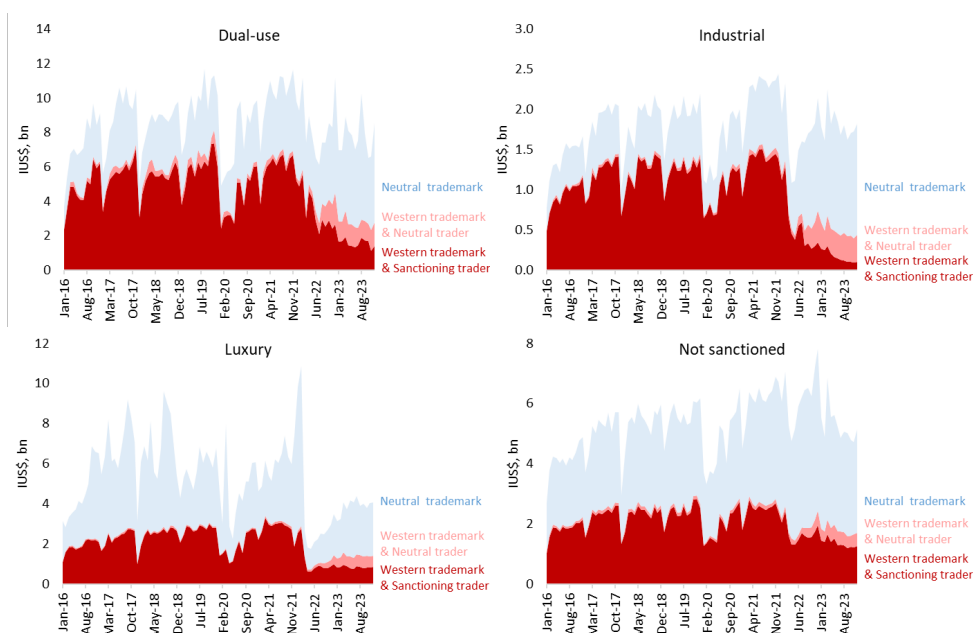 Dual-use
14
12
10
8
6
4
2
0
IUS$, bn
Jan-16
Aug-16
Mar-17
Oct-17
May-18
Dec-18
Jul-19
Feb-20
Sep-20
Apr-21
Nov-21
Jun-22
Jan-23
Aug-23
Neutral trademark
Western trademark
& Neutral trader
Western trademark
& Sanctioning trader
Industrial
3.0
2.5
2.0
1.5
1.0
0.5
0.0
IUS$, bn
Jan-16
Aug-16
Mar-17
Oct-17
May-18
Dec-18
Jul-19
Feb-20
Sep-20
Apr-21
Nov-21
Jun-22
Jan-23
Aug-23
Neutral trademark
Western trademark
& Neutral trader
Western trademark
& Sanctioning trader
Luxury
12
10
8
6
4
2
0
IUS$, bn
Jan-16
Aug-16
Mar-17
Oct-17
May-18
Dec-18
Jul-19
Feb-20
Sep-20
Apr-21
Nov-21
Jun-22
Jan-23
Aug-23
Neutral trademark
Western trademark
& Neutral trader
Western trademark
& Sanctioning trader
Not sanctioned
8
6
4
2
0
IUS$, bn
Jan-16
Aug-16
Mar-17
Oct-17
May-18
Dec-18
Jul-19
Feb-20
Sep-20
Apr-21
Nov-21
Jun-22
Jan-23
Aug-23
Neutral trademark
Western trademark
& Neutral trader
Western trademark
& Sanctioning trader